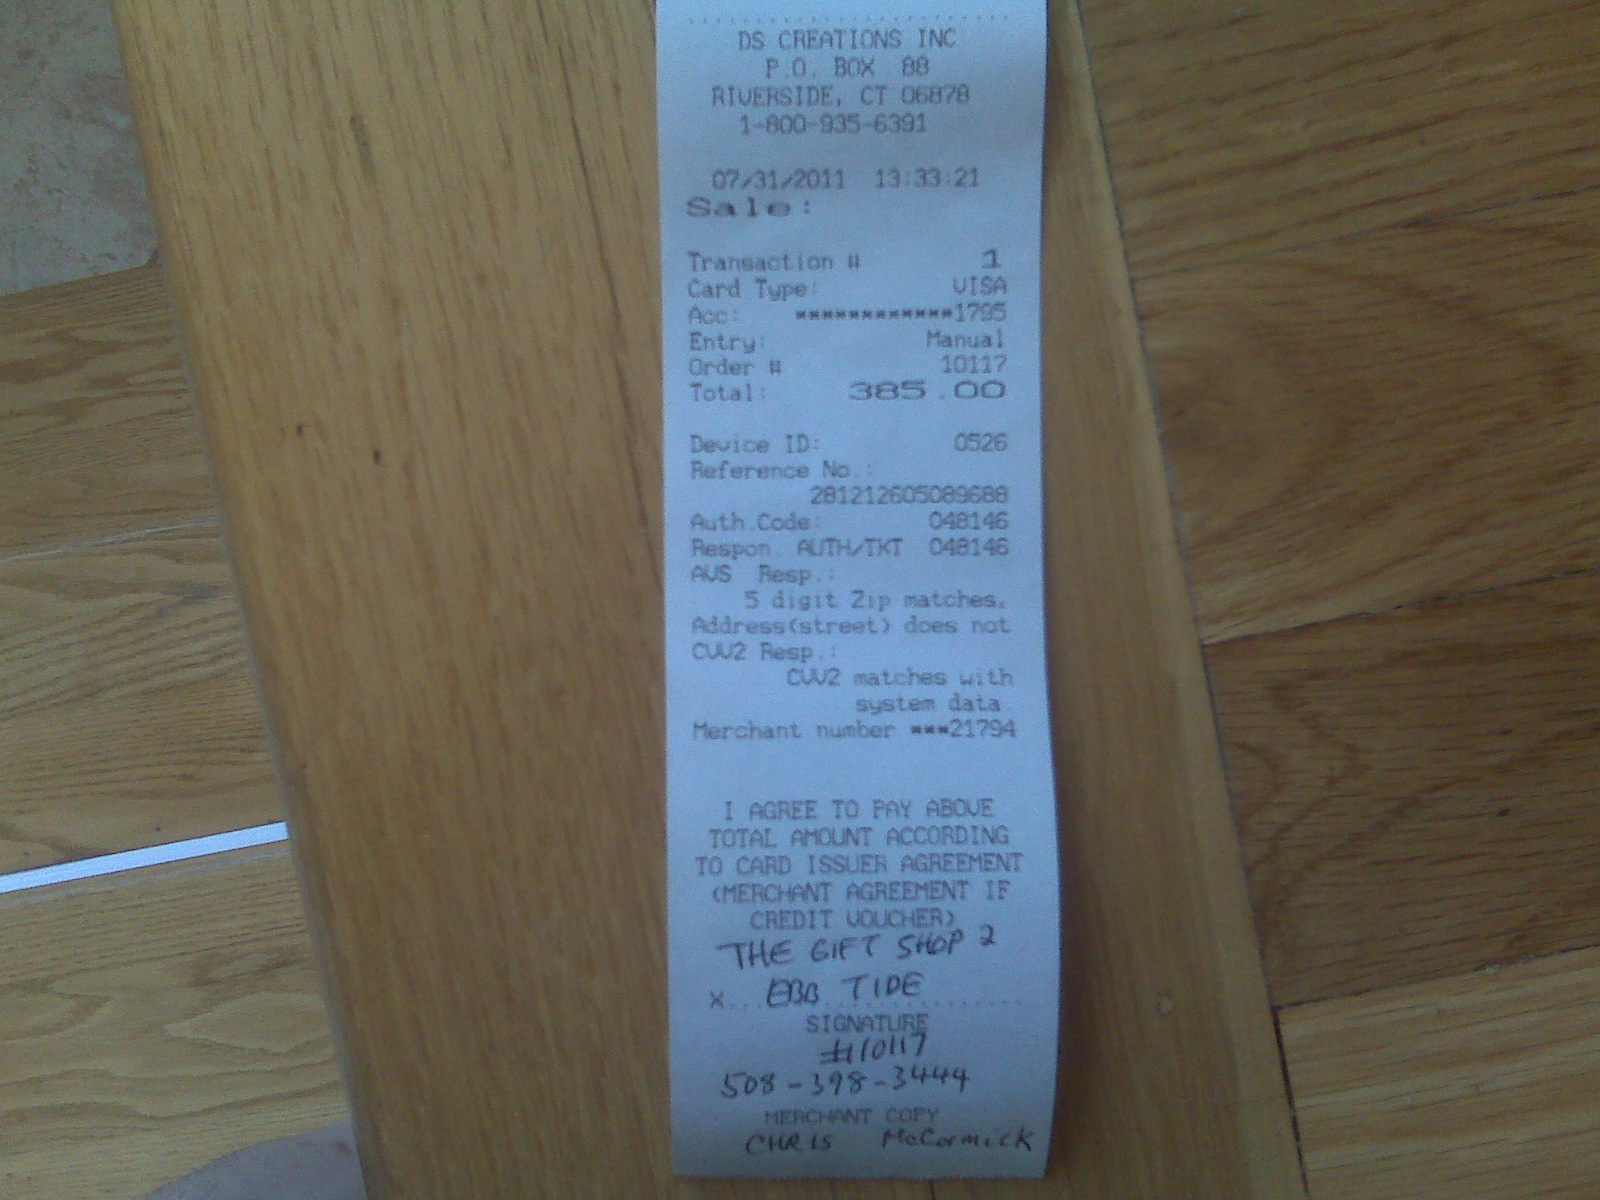 DS CREATIONS INC
P.O. BOX 88
RIVERSIDE, CT 06878
1-800-935-6391
07/31/2011 13:33:21
Sale:
Transaction # 1
Card Type: VISA
Acc: ************1795
Entry: Manual
Order # 10117
Total: 385.00
Device ID: 0526
Reference No.:
281212605089688
Auth.Code: 048146
Respon. AUTH/TKT 048146
AVS Resp.:
5 digit Zip matches.
Address(street) does not
CVV2 Resp.:
CVV2 matches with
system data.
Merchant number ***21794
I AGREE TO PAY ABOVE
TOTAL AMOUNT ACCORDING
TO CARD ISSUER AGREEMENT
(MERCHANT AGREEMENT IF
CREDIT VOUCHER)
THE GIFT SHOP 2
x... EBB TIDE
SIGNATURE
#10117
508-398-3444
MERCHANT COPY
CHRIS McCormick